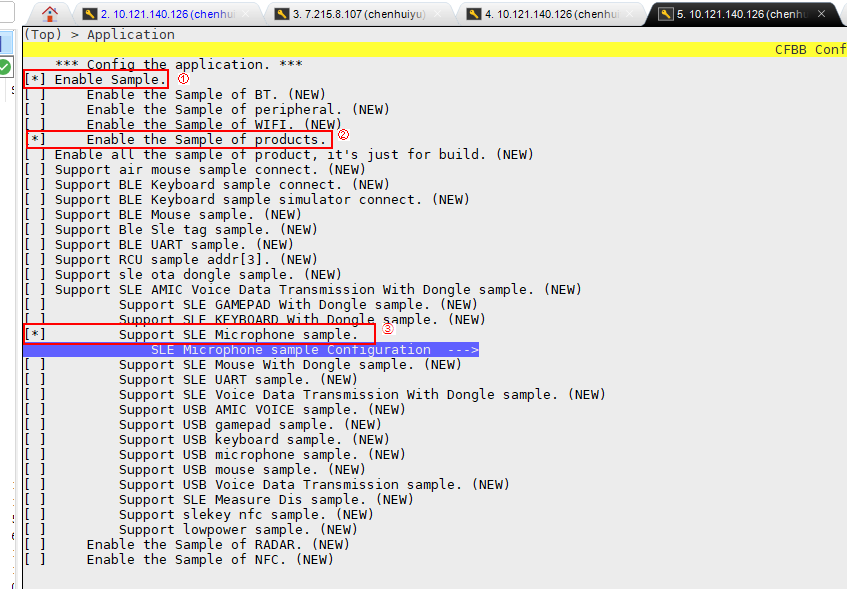 2. 10.121.140.126 (chenhui
3. 7.215.8.107 (chenhuiyu)
4. 10.121.140.126 (chenhui
5. 10.121.140.126 (chenhu
(Top) > Application
CFBB Conf
*** Config the application. ***
[*] Enable Sample. ①
[ ] Enable the Sample of BT. (NEW)
[ ] Enable the Sample of peripheral. (NEW)
[ ] Enable the Sample of WIFI. (NEW)
[*] Enable the Sample of products. ②
[ ] Enable all the sample of product, it's just for build. (NEW)
[ ] Support air mouse sample connect. (NEW)
[ ] Support BLE Keyboard sample connect. (NEW)
[ ] Support BLE Keyboard sample simulator connect. (NEW)
[ ] Support BLE Mouse sample. (NEW)
[ ] Support Ble Sle tag sample. (NEW)
[ ] Support BLE UART sample. (NEW)
[ ] Support RCU sample addr[3]. (NEW)
[ ] Support sle ota dongle sample. (NEW)
[ ] Support SLE AMIC Voice Data Transmission With Dongle sample. (NEW)
[ ] Support SLE GAMEPAD With Dongle sample. (NEW)
[ ] Support SLE KEYBOARD With Dongle sample. (NEW)
[*] Support SLE Microphone sample. ③
SLE Microphone sample Configuration --->
[ ] Support SLE Mouse With Dongle sample. (NEW)
[ ] Support SLE UART sample. (NEW)
[ ] Support SLE Voice Data Transmission With Dongle sample. (NEW)
[ ] Support USB AMIC VOICE sample. (NEW)
[ ] Support USB gamepad sample. (NEW)
[ ] Support USB keyboard sample. (NEW)
[ ] Support USB microphone sample. (NEW)
[ ] Support USB mouse sample. (NEW)
[ ] Support USB Voice Data Transmission sample. (NEW)
[ ] Support SLE Measure Dis sample. (NEW)
[ ] Support slekey nfc sample. (NEW)
[ ] Support lowpower sample. (NEW)
[ ] Enable the Sample of RADAR. (NEW)
[ ] Enable the Sample of NFC. (NEW)